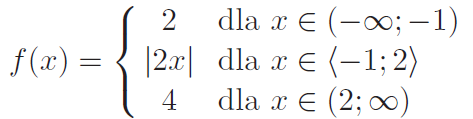 2 dla x ∈ (−∞; −1)
f(x) = { |2x| dla x ∈ ⟨−1; 2⟩
4 dla x ∈ (2; ∞)